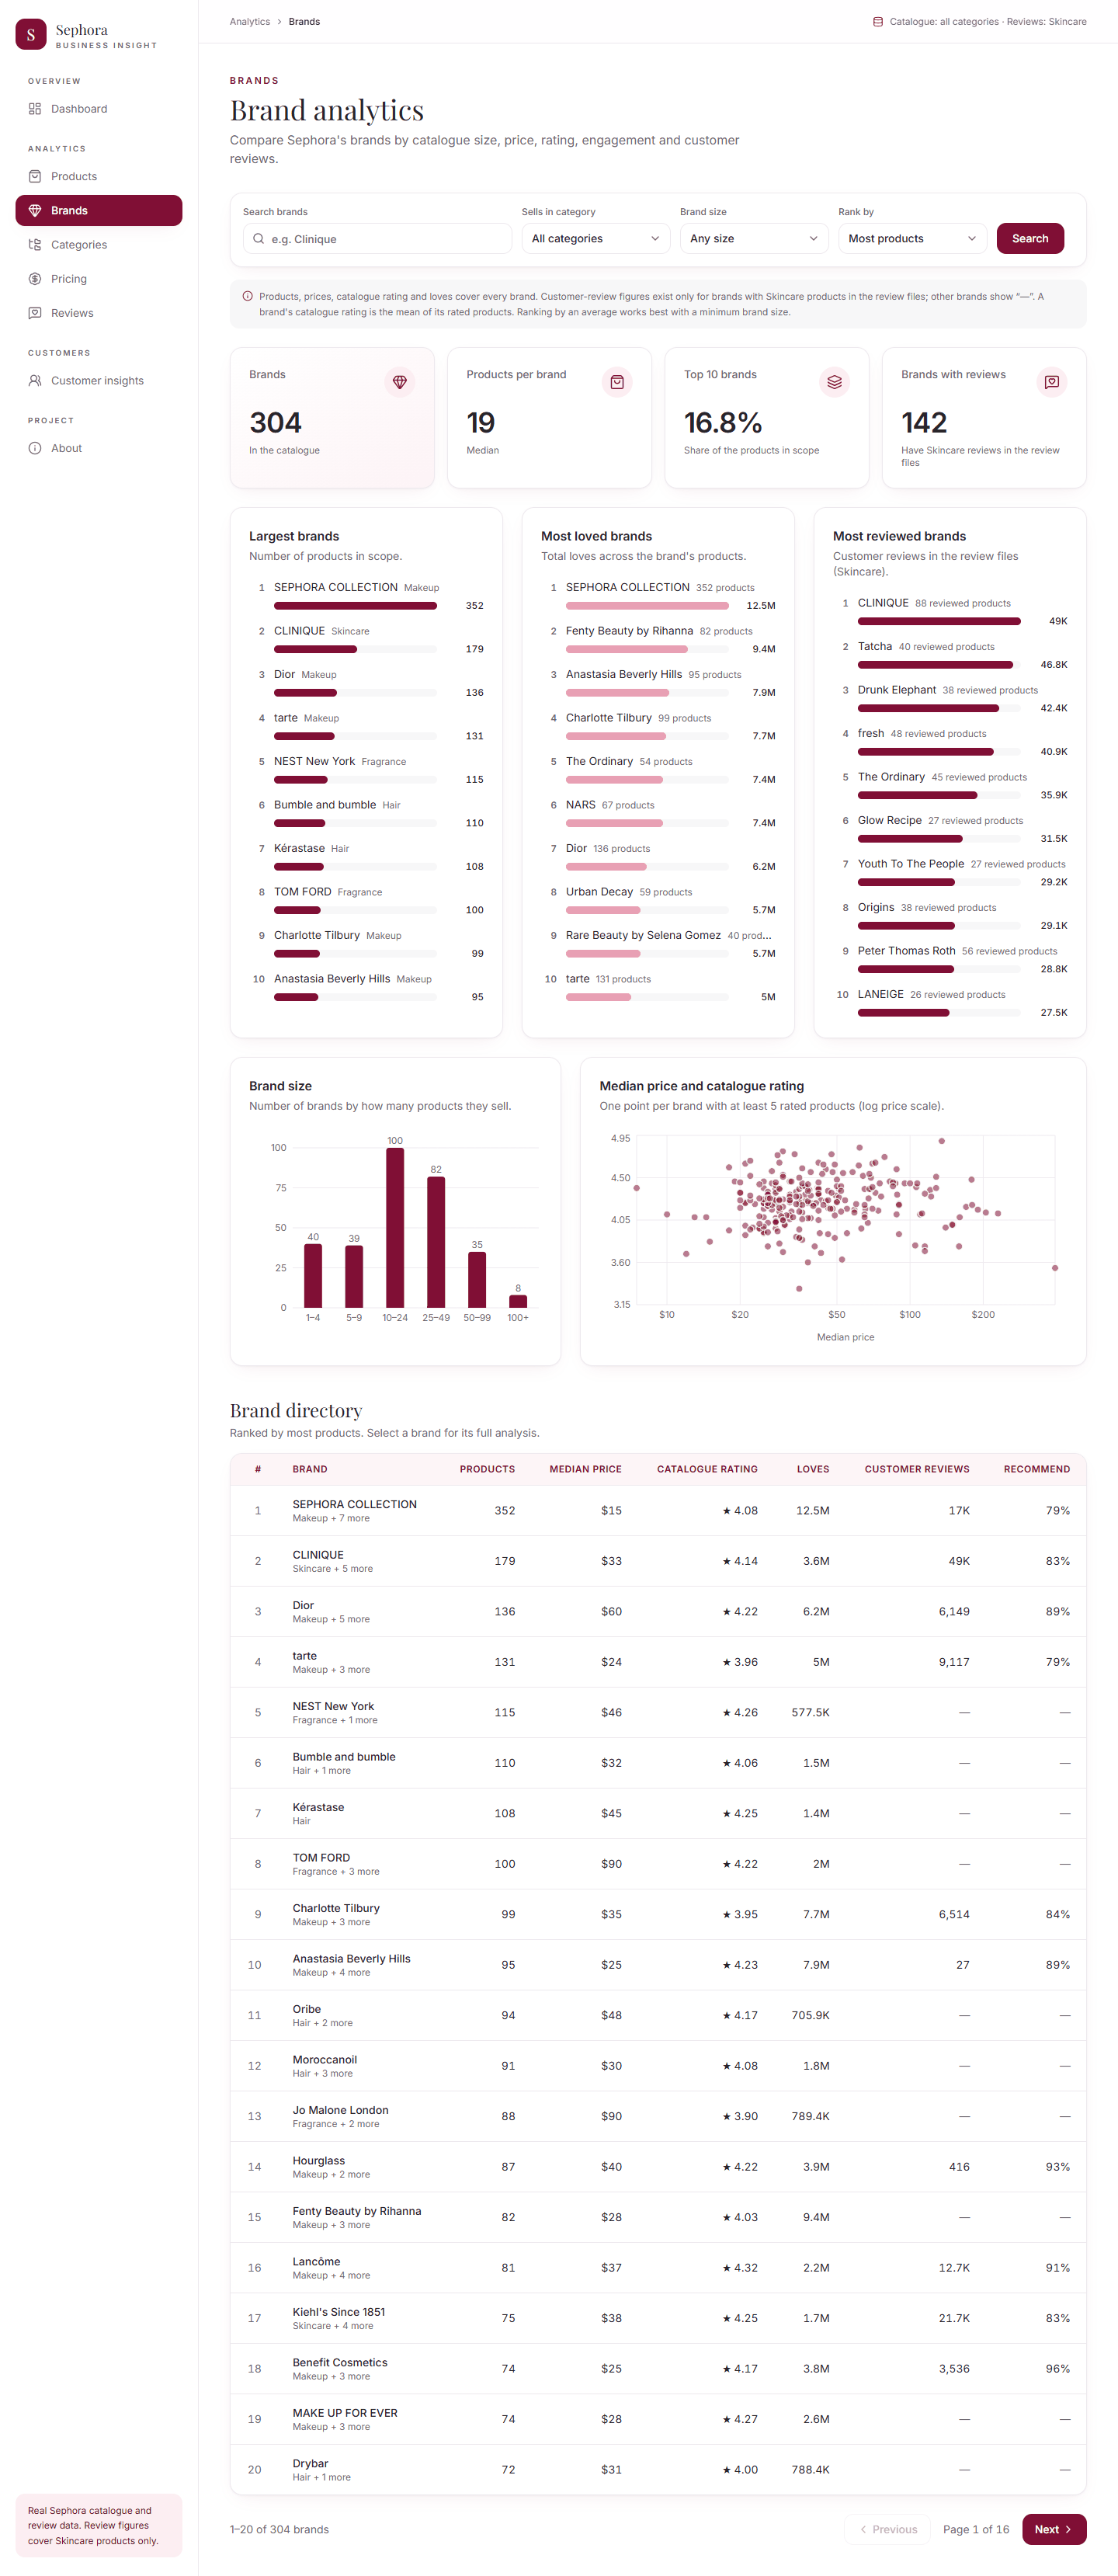 S
Sephora
BUSINESS INSIGHT
OVERVIEW
Dashboard
ANALYTICS
Products
Brands
Categories
Pricing
Reviews
CUSTOMERS
Customer insights
PROJECT
About
Real Sephora catalogue and
review data. Review figures
cover Skincare products only.
Analytics > Brands
Catalogue: all categories · Reviews: Skincare
BRANDS
Brand analytics
Compare Sephora's brands by catalogue size, price, rating, engagement and customer
reviews.
Search brands
e.g. Clinique
Sells in category
All categories
Brand size
Any size
Rank by
Most products
Search
Products, prices, catalogue rating and loves cover every brand. Customer-review figures exist only for brands with Skincare products in the review files; other brands show “—”. A
brand's catalogue rating is the mean of its rated products. Ranking by an average works best with a minimum brand size.
Brands
304
In the catalogue
Products per brand
19
Median
Top 10 brands
16.8%
Share of the products in scope
Brands with reviews
142
Have Skincare reviews in the review
files
Largest brands
Number of products in scope.
1 SEPHORA COLLECTION Makeup
352
2 CLINIQUE Skincare
179
3 Dior Makeup
136
4 tarte Makeup
131
5 NEST New York Fragrance
115
6 Bumble and bumble Hair
110
7 Kérastase Hair
108
8 TOM FORD Fragrance
100
9 Charlotte Tilbury Makeup
99
10 Anastasia Beverly Hills Makeup
95
Most loved brands
Total loves across the brand's products.
1 SEPHORA COLLECTION 352 products
12.5M
2 Fenty Beauty by Rihanna 82 products
9.4M
3 Anastasia Beverly Hills 95 products
7.9M
4 Charlotte Tilbury 99 products
7.7M
5 The Ordinary 54 products
7.4M
6 NARS 67 products
7.4M
7 Dior 136 products
6.2M
8 Urban Decay 59 products
5.7M
9 Rare Beauty by Selena Gomez 40 prod...
5.7M
10 tarte 131 products
5M
Most reviewed brands
Customer reviews in the review files
(Skincare).
1 CLINIQUE 88 reviewed products
49K
2 Tatcha 40 reviewed products
46.8K
3 Drunk Elephant 38 reviewed products
42.4K
4 fresh 48 reviewed products
40.9K
5 The Ordinary 45 reviewed products
35.9K
6 Glow Recipe 27 reviewed products
31.5K
7 Youth To The People 27 reviewed products
29.2K
8 Origins 38 reviewed products
29.1K
9 Peter Thomas Roth 56 reviewed products
28.8K
10 LANEIGE 26 reviewed products
27.5K
Brand size
Number of brands by how many products they sell.
100
75
50
25
0
40
39
100
82
35
8
1–4 5–9 10–24 25–49 50–99 100+
Median price and catalogue rating
One point per brand with at least 5 rated products (log price scale).
4.95
4.50
4.05
3.60
3.15
$10 $20 $50 $100 $200
Median price
Brand directory
Ranked by most products. Select a brand for its full analysis.
# BRAND PRODUCTS MEDIAN PRICE CATALOGUE RATING LOVES CUSTOMER REVIEWS RECOMMEND
1 SEPHORA COLLECTION 352 $15 ★ 4.08 12.5M 17K 79%
Makeup + 7 more
2 CLINIQUE 179 $33 ★ 4.14 3.6M 49K 83%
Skincare + 5 more
3 Dior 136 $60 ★ 4.22 6.2M 6,149 89%
Makeup + 5 more
4 tarte 131 $24 ★ 3.96 5M 9,117 79%
Makeup + 3 more
5 NEST New York 115 $46 ★ 4.26 577.5K — —
Fragrance + 1 more
6 Bumble and bumble 110 $32 ★ 4.06 1.5M — —
Hair + 1 more
7 Kérastase 108 $45 ★ 4.25 1.4M — —
Hair
8 TOM FORD 100 $90 ★ 4.22 2M — —
Fragrance + 3 more
9 Charlotte Tilbury 99 $35 ★ 3.95 7.7M 6,514 84%
Makeup + 3 more
10 Anastasia Beverly Hills 95 $25 ★ 4.23 7.9M 27 89%
Makeup + 4 more
11 Oribe 94 $48 ★ 4.17 705.9K — —
Hair + 2 more
12 Moroccanoil 91 $30 ★ 4.08 1.8M — —
Hair + 3 more
13 Jo Malone London 88 $90 ★ 3.90 789.4K — —
Fragrance + 2 more
14 Hourglass 87 $40 ★ 4.22 3.9M 416 93%
Makeup + 2 more
15 Fenty Beauty by Rihanna 82 $28 ★ 4.03 9.4M — —
Makeup + 3 more
16 Lancôme 81 $37 ★ 4.32 2.2M 12.7K 91%
Makeup + 4 more
17 Kiehl's Since 1851 75 $38 ★ 4.25 1.7M 21.7K 83%
Skincare + 4 more
18 Benefit Cosmetics 74 $25 ★ 4.17 3.8M 3,536 96%
Makeup + 3 more
19 MAKE UP FOR EVER 74 $28 ★ 4.27 2.6M — —
Makeup + 3 more
20 Drybar 72 $31 ★ 4.00 788.4K — —
Hair + 1 more
1–20 of 304 brands
Previous
Page 1 of 16
Next